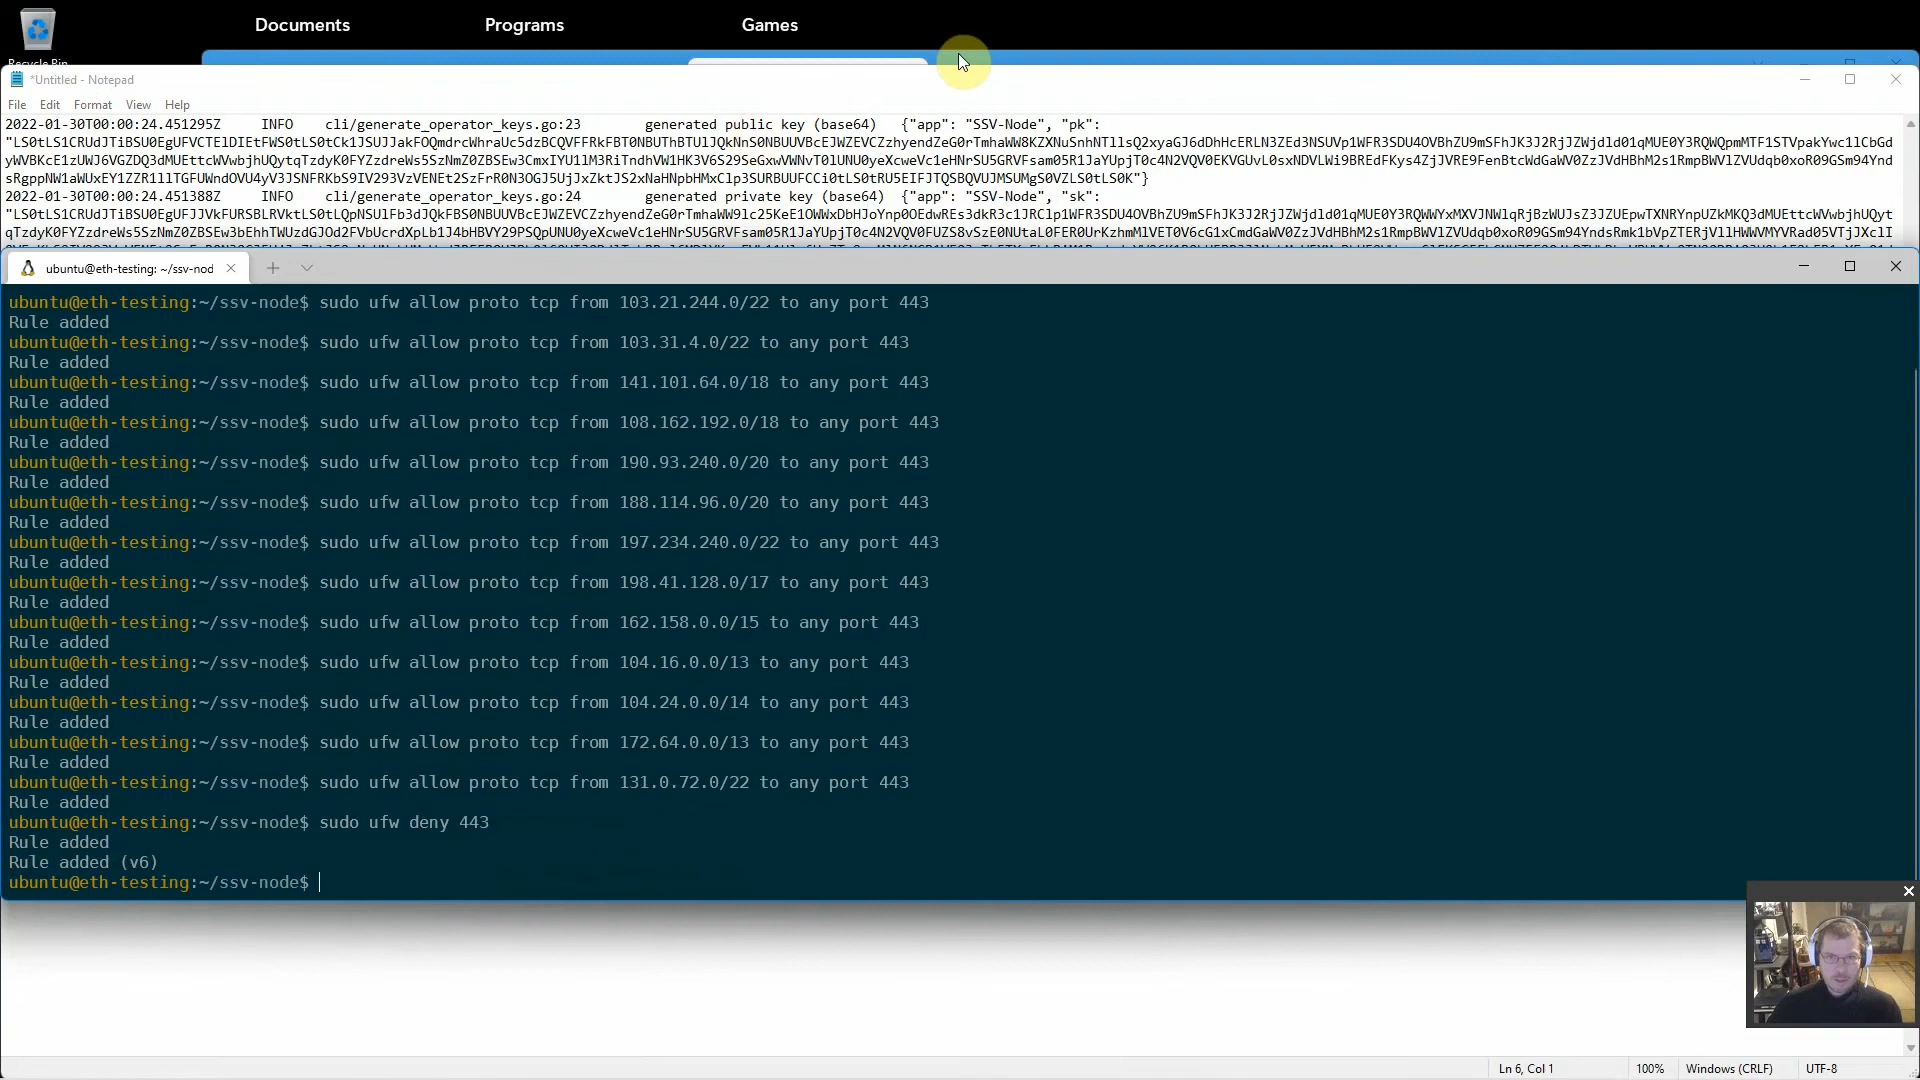 Documents
Programs
Games
Recycle Bin
*Untitled - Notepad
File Edit Format View Help
2022-01-30T00:00:24.451295Z INFO cli/generate_operator_keys.go:23 generated public key (base64) {"app": "SSV-Node", "pk":
2022-01-30T00:00:24.451388Z INFO cli/generate_operator_keys.go:24 generated private key (base64) {"app": "SSV-Node", "sk":
ubuntu@eth-testing: ~/ssv-nod
ubuntu@eth-testing:~/ssv-node$ sudo ufw allow proto tcp from 103.21.244.0/22 to any port 443
Rule added
ubuntu@eth-testing:~/ssv-node$ sudo ufw allow proto tcp from 103.31.4.0/22 to any port 443
Rule added
ubuntu@eth-testing:~/ssv-node$ sudo ufw allow proto tcp from 141.101.64.0/18 to any port 443
Rule added
ubuntu@eth-testing:~/ssv-node$ sudo ufw allow proto tcp from 108.162.192.0/18 to any port 443
Rule added
ubuntu@eth-testing:~/ssv-node$ sudo ufw allow proto tcp from 190.93.240.0/20 to any port 443
Rule added
ubuntu@eth-testing:~/ssv-node$ sudo ufw allow proto tcp from 188.114.96.0/20 to any port 443
Rule added
ubuntu@eth-testing:~/ssv-node$ sudo ufw allow proto tcp from 197.234.240.0/22 to any port 443
Rule added
ubuntu@eth-testing:~/ssv-node$ sudo ufw allow proto tcp from 198.41.128.0/17 to any port 443
Rule added
ubuntu@eth-testing:~/ssv-node$ sudo ufw allow proto tcp from 162.158.0.0/15 to any port 443
Rule added
ubuntu@eth-testing:~/ssv-node$ sudo ufw allow proto tcp from 104.16.0.0/13 to any port 443
Rule added
ubuntu@eth-testing:~/ssv-node$ sudo ufw allow proto tcp from 104.24.0.0/14 to any port 443
Rule added
ubuntu@eth-testing:~/ssv-node$ sudo ufw allow proto tcp from 172.64.0.0/13 to any port 443
Rule added
ubuntu@eth-testing:~/ssv-node$ sudo ufw allow proto tcp from 131.0.72.0/22 to any port 443
Rule added
ubuntu@eth-testing:~/ssv-node$ sudo ufw deny 443
Rule added
Rule added (v6)
ubuntu@eth-testing:~/ssv-node$
Ln 6, Col 1
100%
Windows (CRLF)
UTF-8